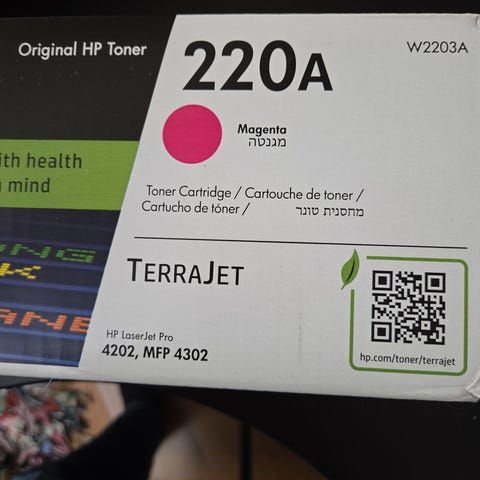 Original HP Toner
220A
W2203A
Magenta
מגנטה
ith health
mind
Toner Cartridge / Cartouche de toner /
Cartucho de tóner / מחסנית טונר
TERRAJET
HP LaserJet Pro
4202, MFP 4302
hp.com/toner/terrajet